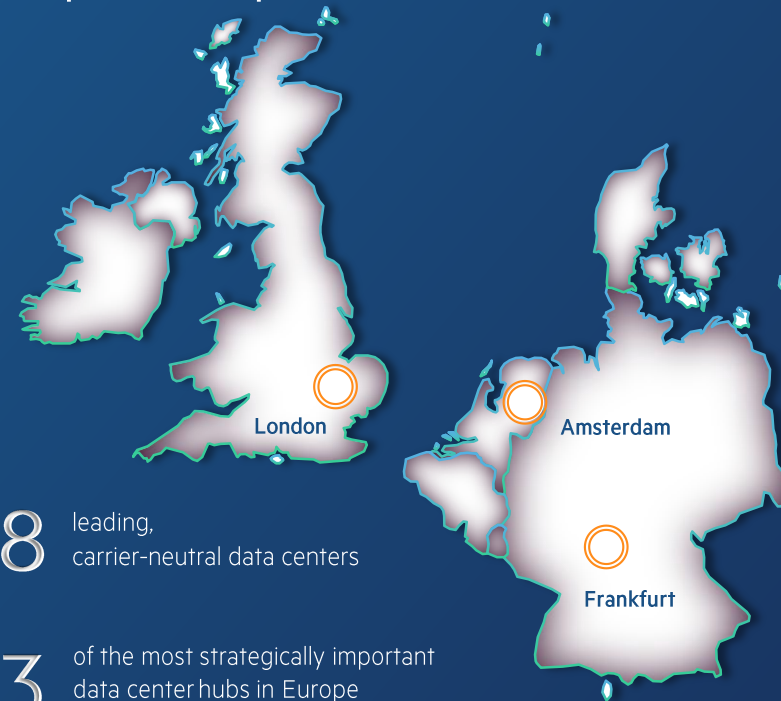 London
Amsterdam
Frankfurt
8
leading,
carrier-neutral data centers
3
of the most strategically important
data center hubs in Europe